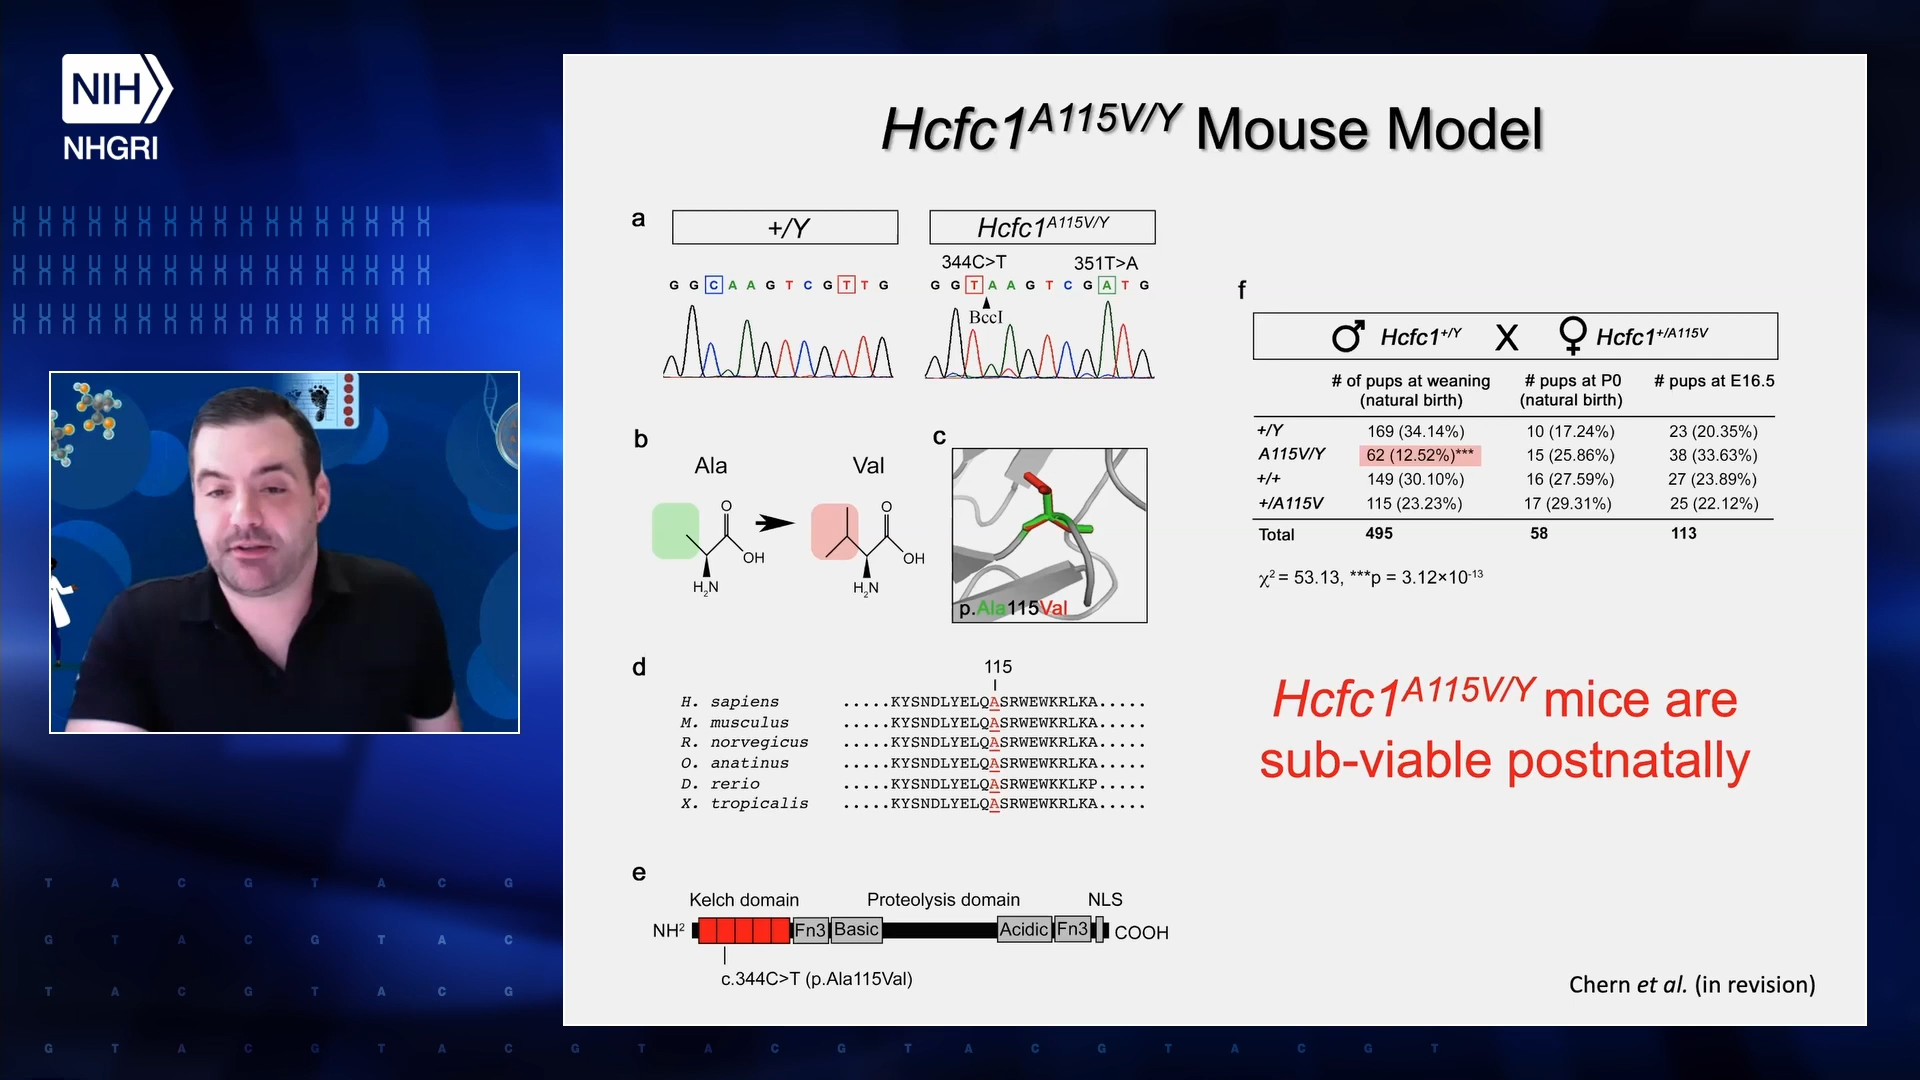 NIH
NHGRI
Hcfc1A115V/Y Mouse Model
a
+/Y
Hcfc1A115V/Y
344C>T 351T>A
G G C A A G T C G T T G
G G T A A G T C G A T G
BccI
b
Ala Val
O
OH
H2N
O
OH
H2N
c
p.Ala115Val
d
115
H. sapiens .....KYSNDLYELQASRWEWKRLKA.....
M. musculus .....KYSNDLYELQASRWEWKRLKA.....
R. norvegicus .....KYSNDLYELQASRWEWKRLKA.....
O. anatinus .....KYSNDLYELQASRWEWKRLKA.....
D. rerio .....KYSNDLYELQASRWEWKKLKP.....
X. tropicalis .....KYSNDLYELQASRWEWKRLKA.....
e
Kelch domain Proteolysis domain NLS
NH2 Fn3 Basic Acidic Fn3 COOH
c.344C>T (p.Ala115Val)
f
♂ Hcfc1+/Y X ♀ Hcfc1+/A115V
# of pups at weaning (natural birth) # pups at P0 (natural birth) # pups at E16.5
+/Y 169 (34.14%) 10 (17.24%) 23 (20.35%)
A115V/Y 62 (12.52%)*** 15 (25.86%) 38 (33.63%)
+/+ 149 (30.10%) 16 (27.59%) 27 (23.89%)
+/A115V 115 (23.23%) 17 (29.31%) 25 (22.12%)
Total 495 58 113
χ2 = 53.13, ***p = 3.12×10-13
Hcfc1A115V/Y mice are
sub-viable postnatally
Chern et al. (in revision)
T A C G T A C G
G T A C G T A C
T A C G T A C G
G T A C G T A C G T A C G T A C G T A C G T